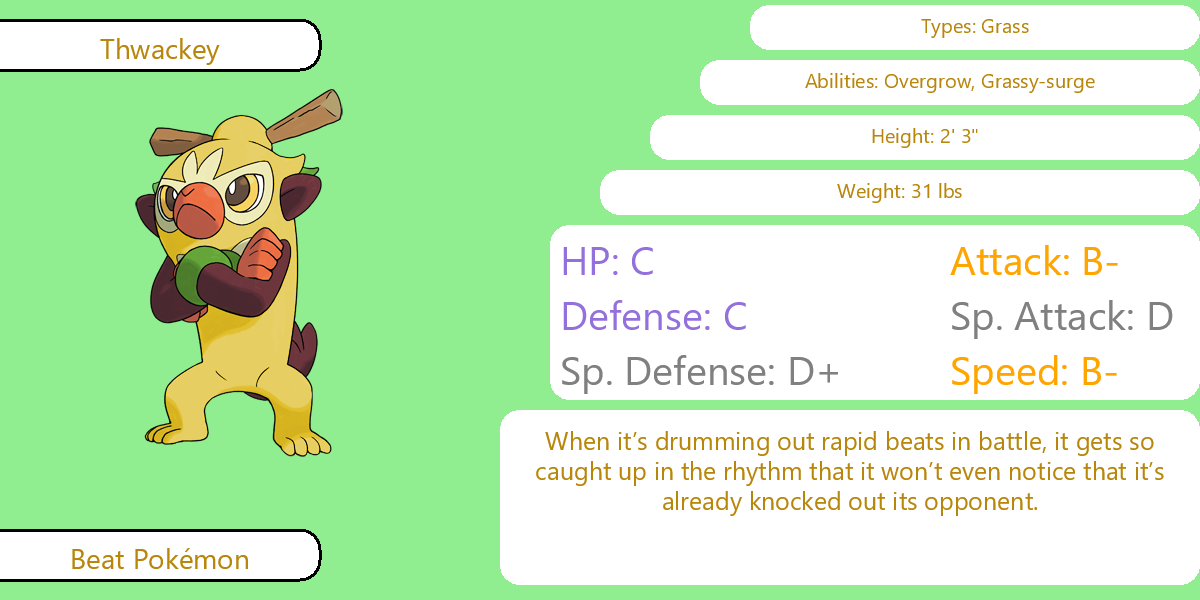 Thwackey
Types: Grass
Abilities: Overgrow, Grassy-surge
Height: 2' 3"
Weight: 31 lbs
HP: C
Attack: B-
Defense: C
Sp. Attack: D
Sp. Defense: D+
Speed: B-
When it’s drumming out rapid beats in battle, it gets so
caught up in the rhythm that it won’t even notice that it’s
already knocked out its opponent.
Beat Pokémon